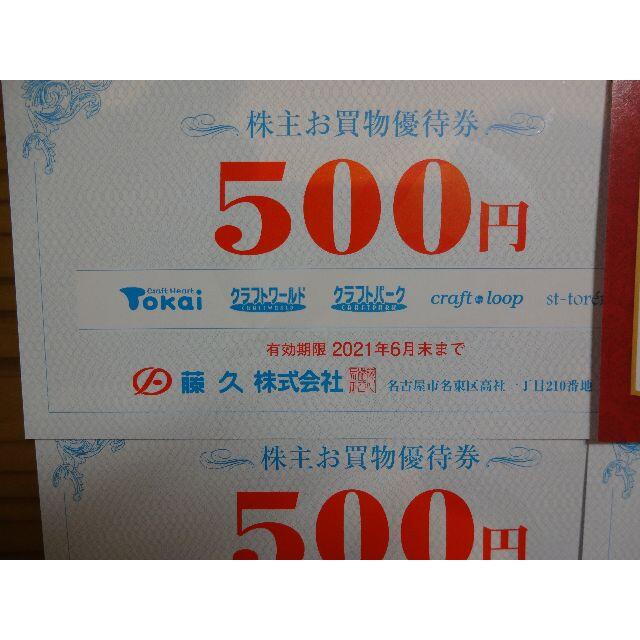 株主お買物優待券
500円
Craft Heart
Tokai
クラフトワールド
CRAFTWORLD
クラフトパーク
CRAFTPARK
craft loop
有効期限 2021年6月末まで
藤久 株式会社 名古屋市名東区高社一丁目210番地
株主お買物優待券
500円